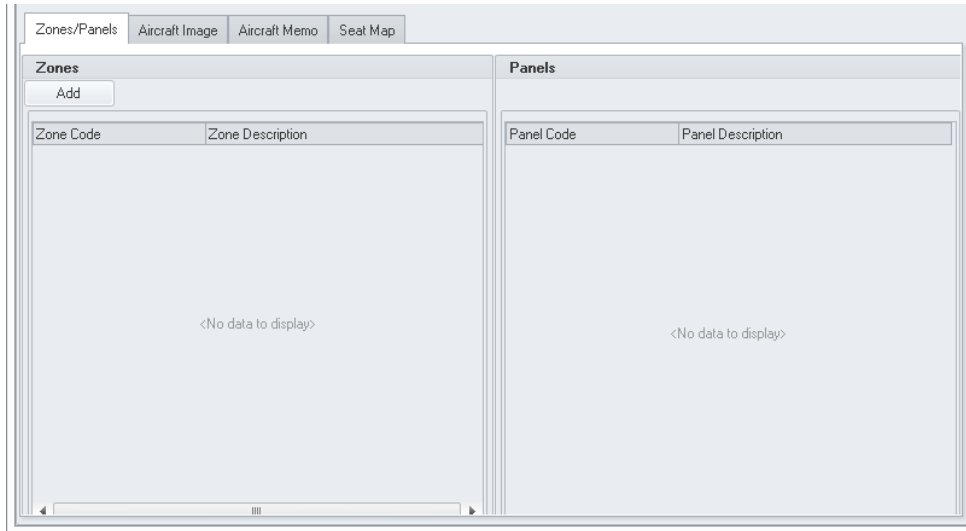 Zones/Panels Aircraft Image Aircraft Memo Seat Map
Zones
Add
Zone Code Zone Description
<No data to display>
Panels
Panel Code Panel Description
<No data to display>